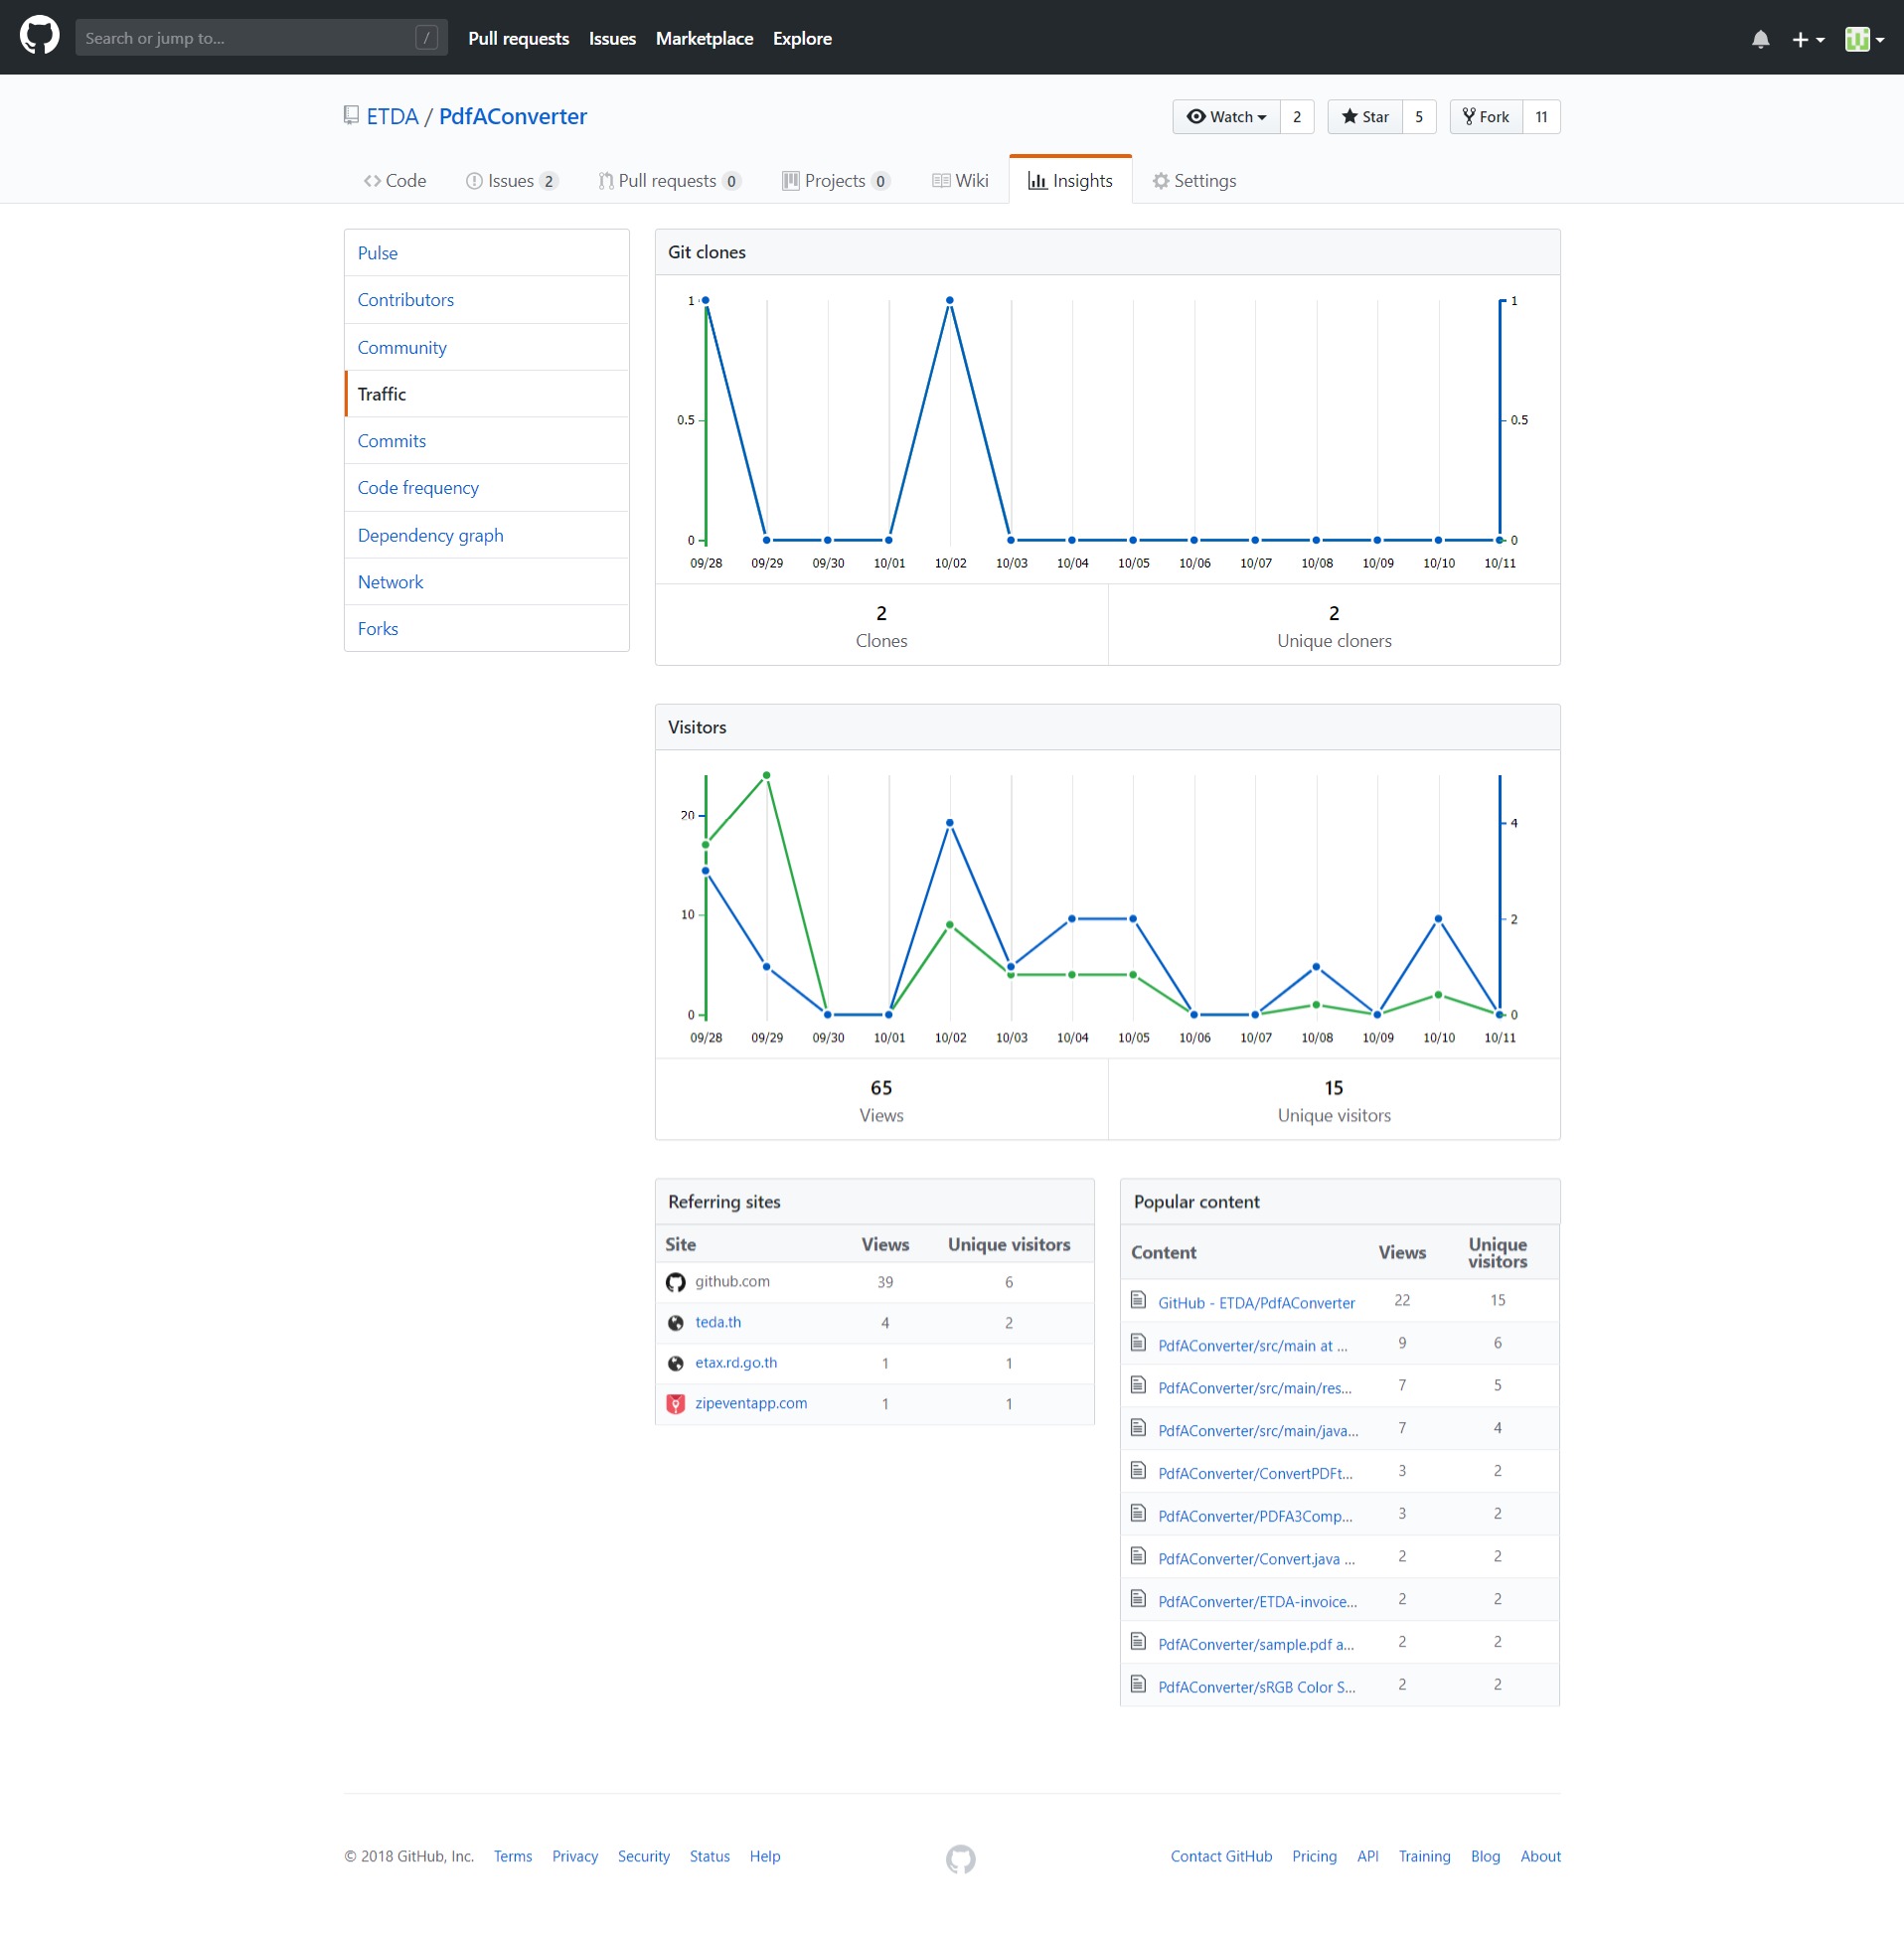 Search or jump to... /
Pull requests Issues Marketplace Explore
ETDA / PdfAConverter
Watch 2 Star 5 Fork 11
Code Issues 2 Pull requests 0 Projects 0 Wiki Insights Settings
Pulse
Contributors
Community
Traffic
Commits
Code frequency
Dependency graph
Network
Forks
Git clones
1 1
0.5 0.5
0 0
09/28 09/29 09/30 10/01 10/02 10/03 10/04 10/05 10/06 10/07 10/08 10/09 10/10 10/11
2 2
Clones Unique cloners
Visitors
20 4
10 2
0 0
09/28 09/29 09/30 10/01 10/02 10/03 10/04 10/05 10/06 10/07 10/08 10/09 10/10 10/11
65 15
Views Unique visitors
Referring sites
Site Views Unique visitors
github.com 39 6
teda.th 4 2
etax.rd.go.th 1 1
zipeventapp.com 1 1
Popular content
Content Views Unique
visitors
GitHub - ETDA/PdfAConverter 22 15
PdfAConverter/src/main at ... 9 6
PdfAConverter/src/main/res... 7 5
PdfAConverter/src/main/java... 7 4
PdfAConverter/ConvertPDFt... 3 2
PdfAConverter/PDFA3Comp... 3 2
PdfAConverter/Convert.java ... 2 2
PdfAConverter/ETDA-invoice... 2 2
PdfAConverter/sample.pdf a... 2 2
PdfAConverter/sRGB Color S... 2 2
© 2018 GitHub, Inc. Terms Privacy Security Status Help Contact GitHub Pricing API Training Blog About